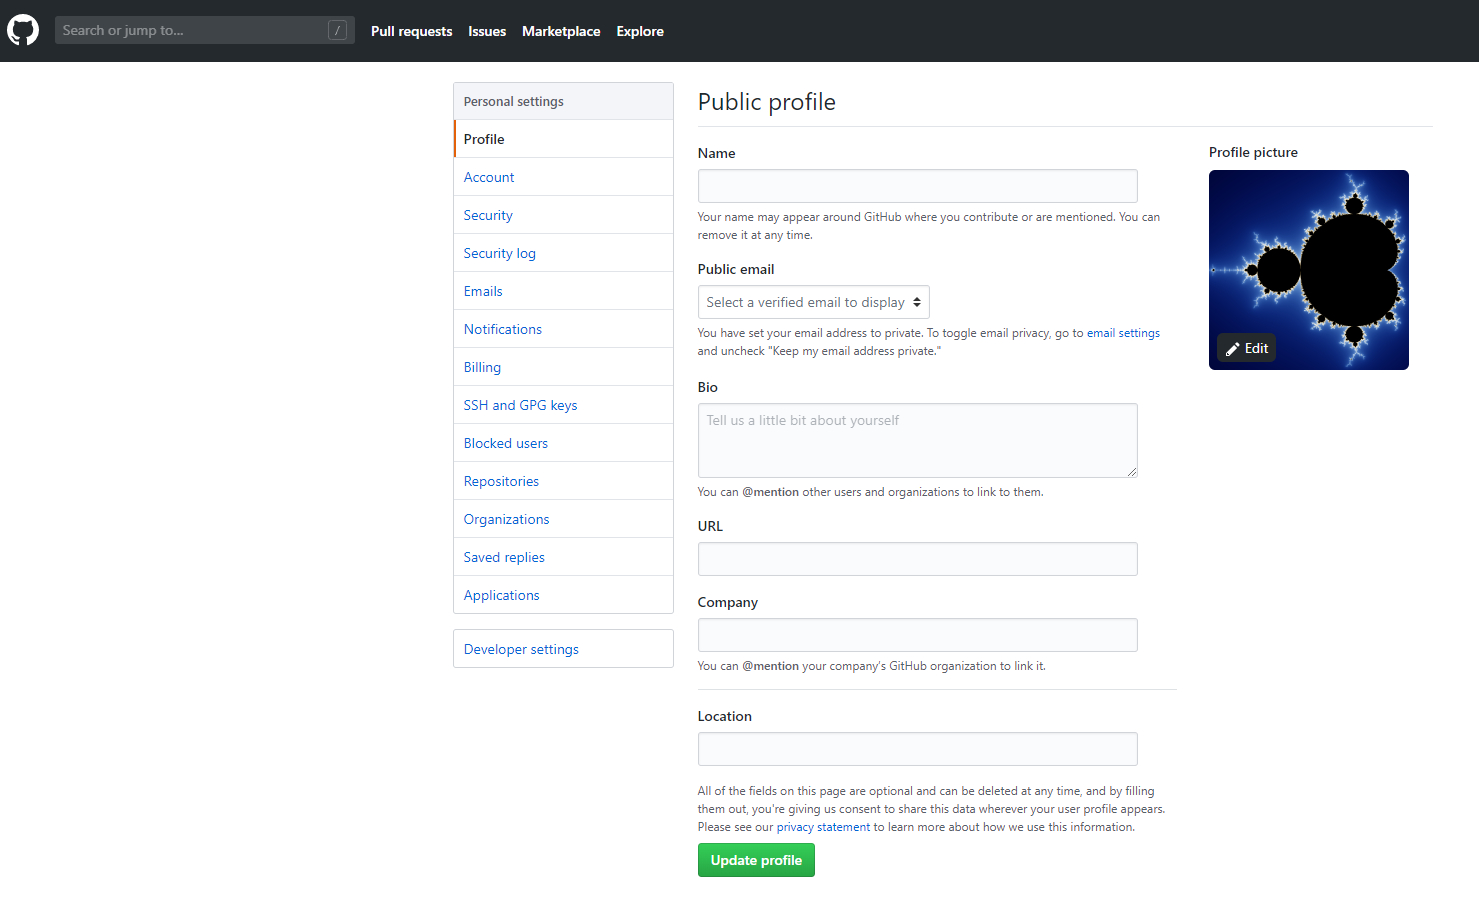 Search or jump to...
/
Pull requests
Issues
Marketplace
Explore
Personal settings
Profile
Account
Security
Security log
Emails
Notifications
Billing
SSH and GPG keys
Blocked users
Repositories
Organizations
Saved replies
Applications
Developer settings
Public profile
Name
Your name may appear around GitHub where you contribute or are mentioned. You can
remove it at any time.
Public email
Select a verified email to display
You have set your email address to private. To toggle email privacy, go to email settings
and uncheck "Keep my email address private."
Bio
Tell us a little bit about yourself
You can @mention other users and organizations to link to them.
URL
Company
You can @mention your company's GitHub organization to link it.
Location
All of the fields on this page are optional and can be deleted at any time, and by filling
them out, you're giving us consent to share this data wherever your user profile appears.
Please see our privacy statement to learn more about how we use this information.
Update profile
Profile picture
Edit